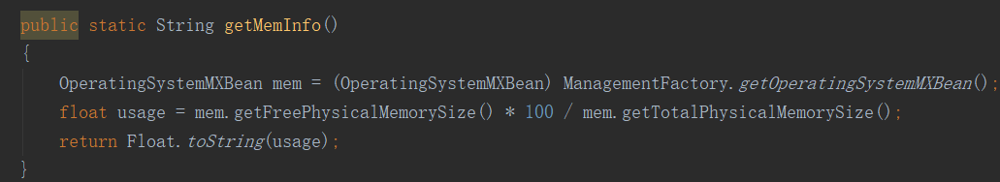 public static String getMemInfo()
{
    OperatingSystemMXBean mem = (OperatingSystemMXBean) ManagementFactory.getOperatingSystemMXBean();
    float usage = mem.getFreePhysicalMemorySize() * 100 / mem.getTotalPhysicalMemorySize();
    return Float.toString(usage);
}